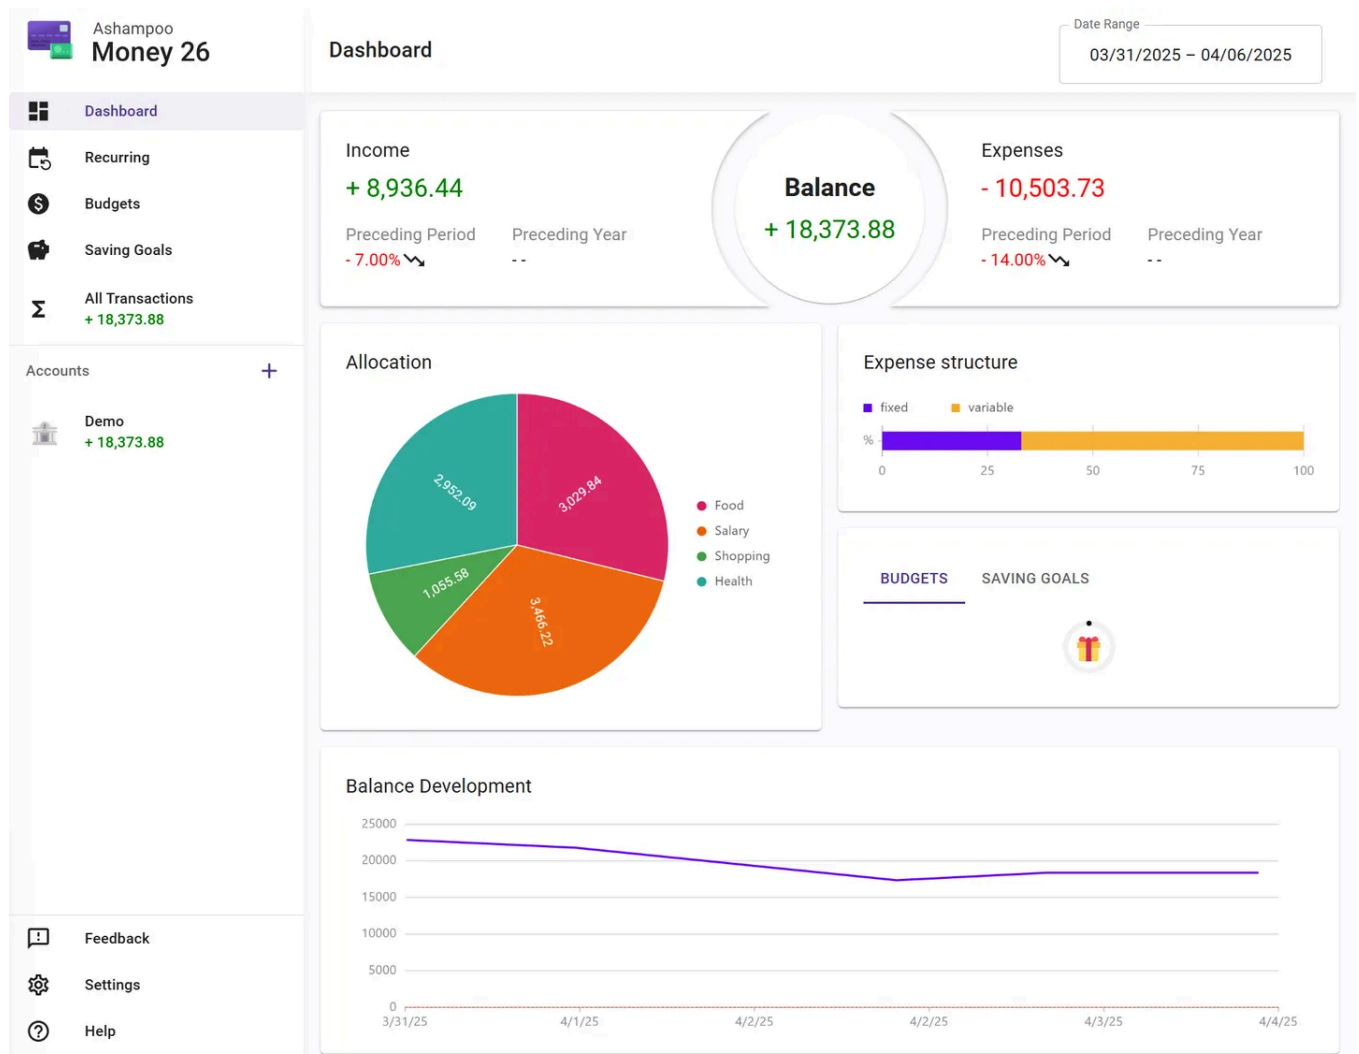 Ashampoo
Money 26
Dashboard
Recurring
Budgets
Saving Goals
All Transactions
+ 18,373.88
Accounts
Demo
+ 18,373.88
Feedback
Settings
Help
Dashboard
Date Range
03/31/2025 – 04/06/2025
Income
+ 8,936.44
Preceding Period Preceding Year
- 7.00% - -
Balance
+ 18,373.88
Expenses
- 10,503.73
Preceding Period Preceding Year
- 14.00% - -
Allocation
2,952.09
3,029.84
1,055.58
3,466.22
Food
Salary
Shopping
Health
Expense structure
fixed variable
%
0 25 50 75 100
BUDGETS SAVING GOALS
Balance Development
25000
20000
15000
10000
5000
0
3/31/25 4/1/25 4/2/25 4/2/25 4/3/25 4/4/25